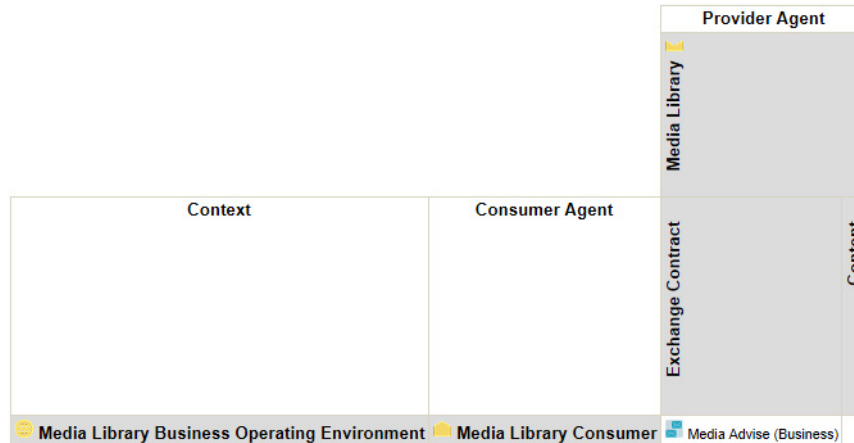 Provider Agent
Media Library
Context
Consumer Agent
Exchange Contract
Content
Media Library Business Operating Environment
Media Library Consumer
Media Advise (Business)